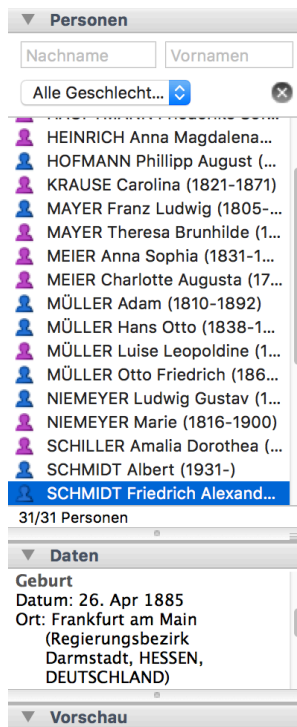 Personen
Nachname Vornamen
Alle Geschlecht...
HEINRICH Anna Magdalena...
HOFMANN Phillipp August (...
KRAUSE Carolina (1821-1871)
MAYER Franz Ludwig (1805-...
MAYER Theresa Brunhilde (1...
MEIER Anna Sophia (1831-1...
MEIER Charlotte Augusta (17...
MÜLLER Adam (1810-1892)
MÜLLER Hans Otto (1838-1...
MÜLLER Luise Leopoldine (1...
MÜLLER Otto Friedrich (186...
NIEMEYER Ludwig Gustav (1...
NIEMEYER Marie (1816-1900)
SCHILLER Amalia Dorothea (...
SCHMIDT Albert (1931-)
SCHMIDT Friedrich Alexand...
31/31 Personen
Daten
Geburt
Datum: 26. Apr 1885
Ort: Frankfurt am Main
(Regierungsbezirk
Darmstadt, HESSEN,
DEUTSCHLAND)
Vorschau